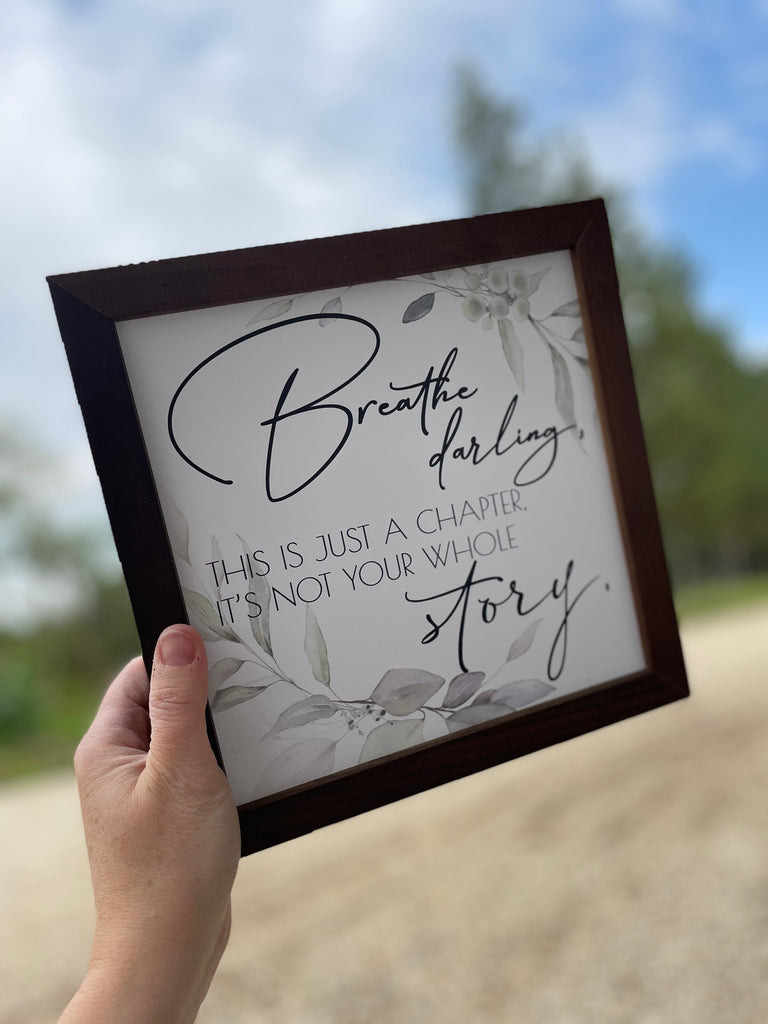 Breathe
darling,
THIS IS JUST A CHAPTER.
IT'S NOT YOUR WHOLE
story.